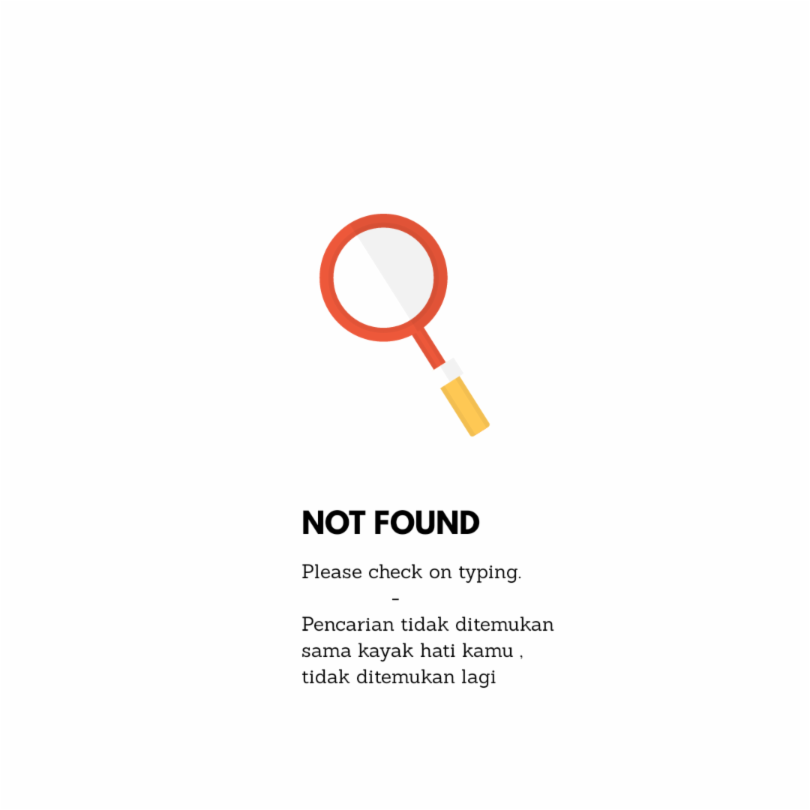 NOT FOUND
Please check on typing.
-
Pencarian tidak ditemukan
sama kayak hati kamu ,
tidak ditemukan lagi